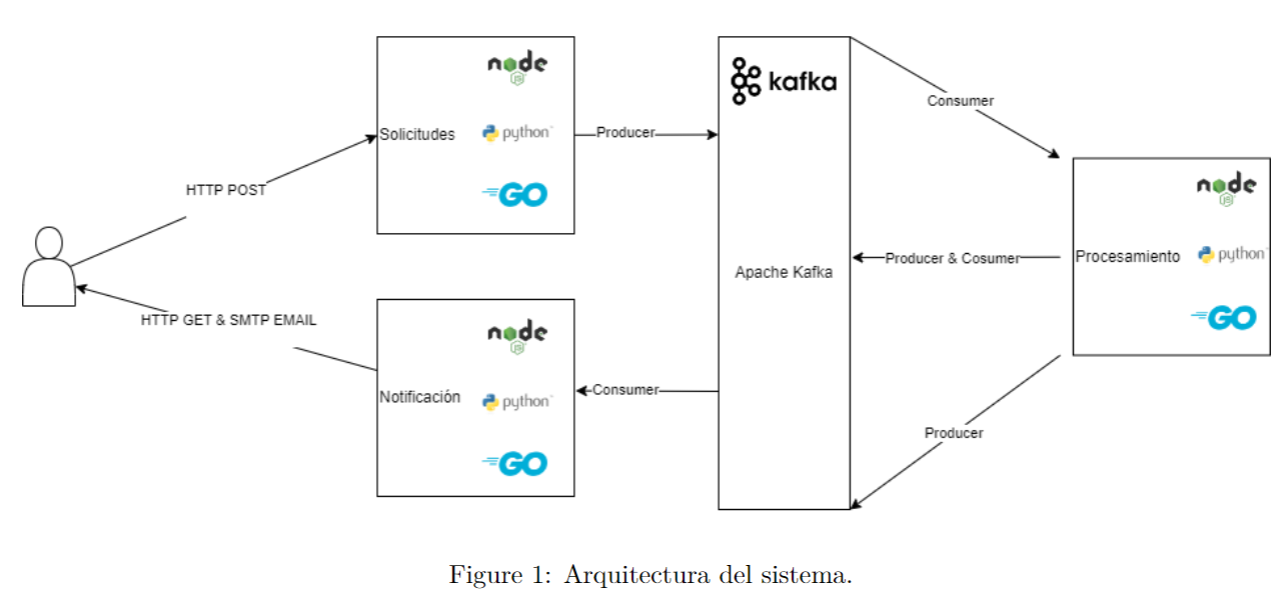 node
JS
Solicitudes
python
GO
HTTP POST
Producer
kafka
Apache Kafka
Consumer
node
JS
Procesamiento
python
GO
Producer & Cosumer
Producer
HTTP GET & SMTP EMAIL
node
JS
Notificación
python
GO
Consumer
Figure 1: Arquitectura del sistema.